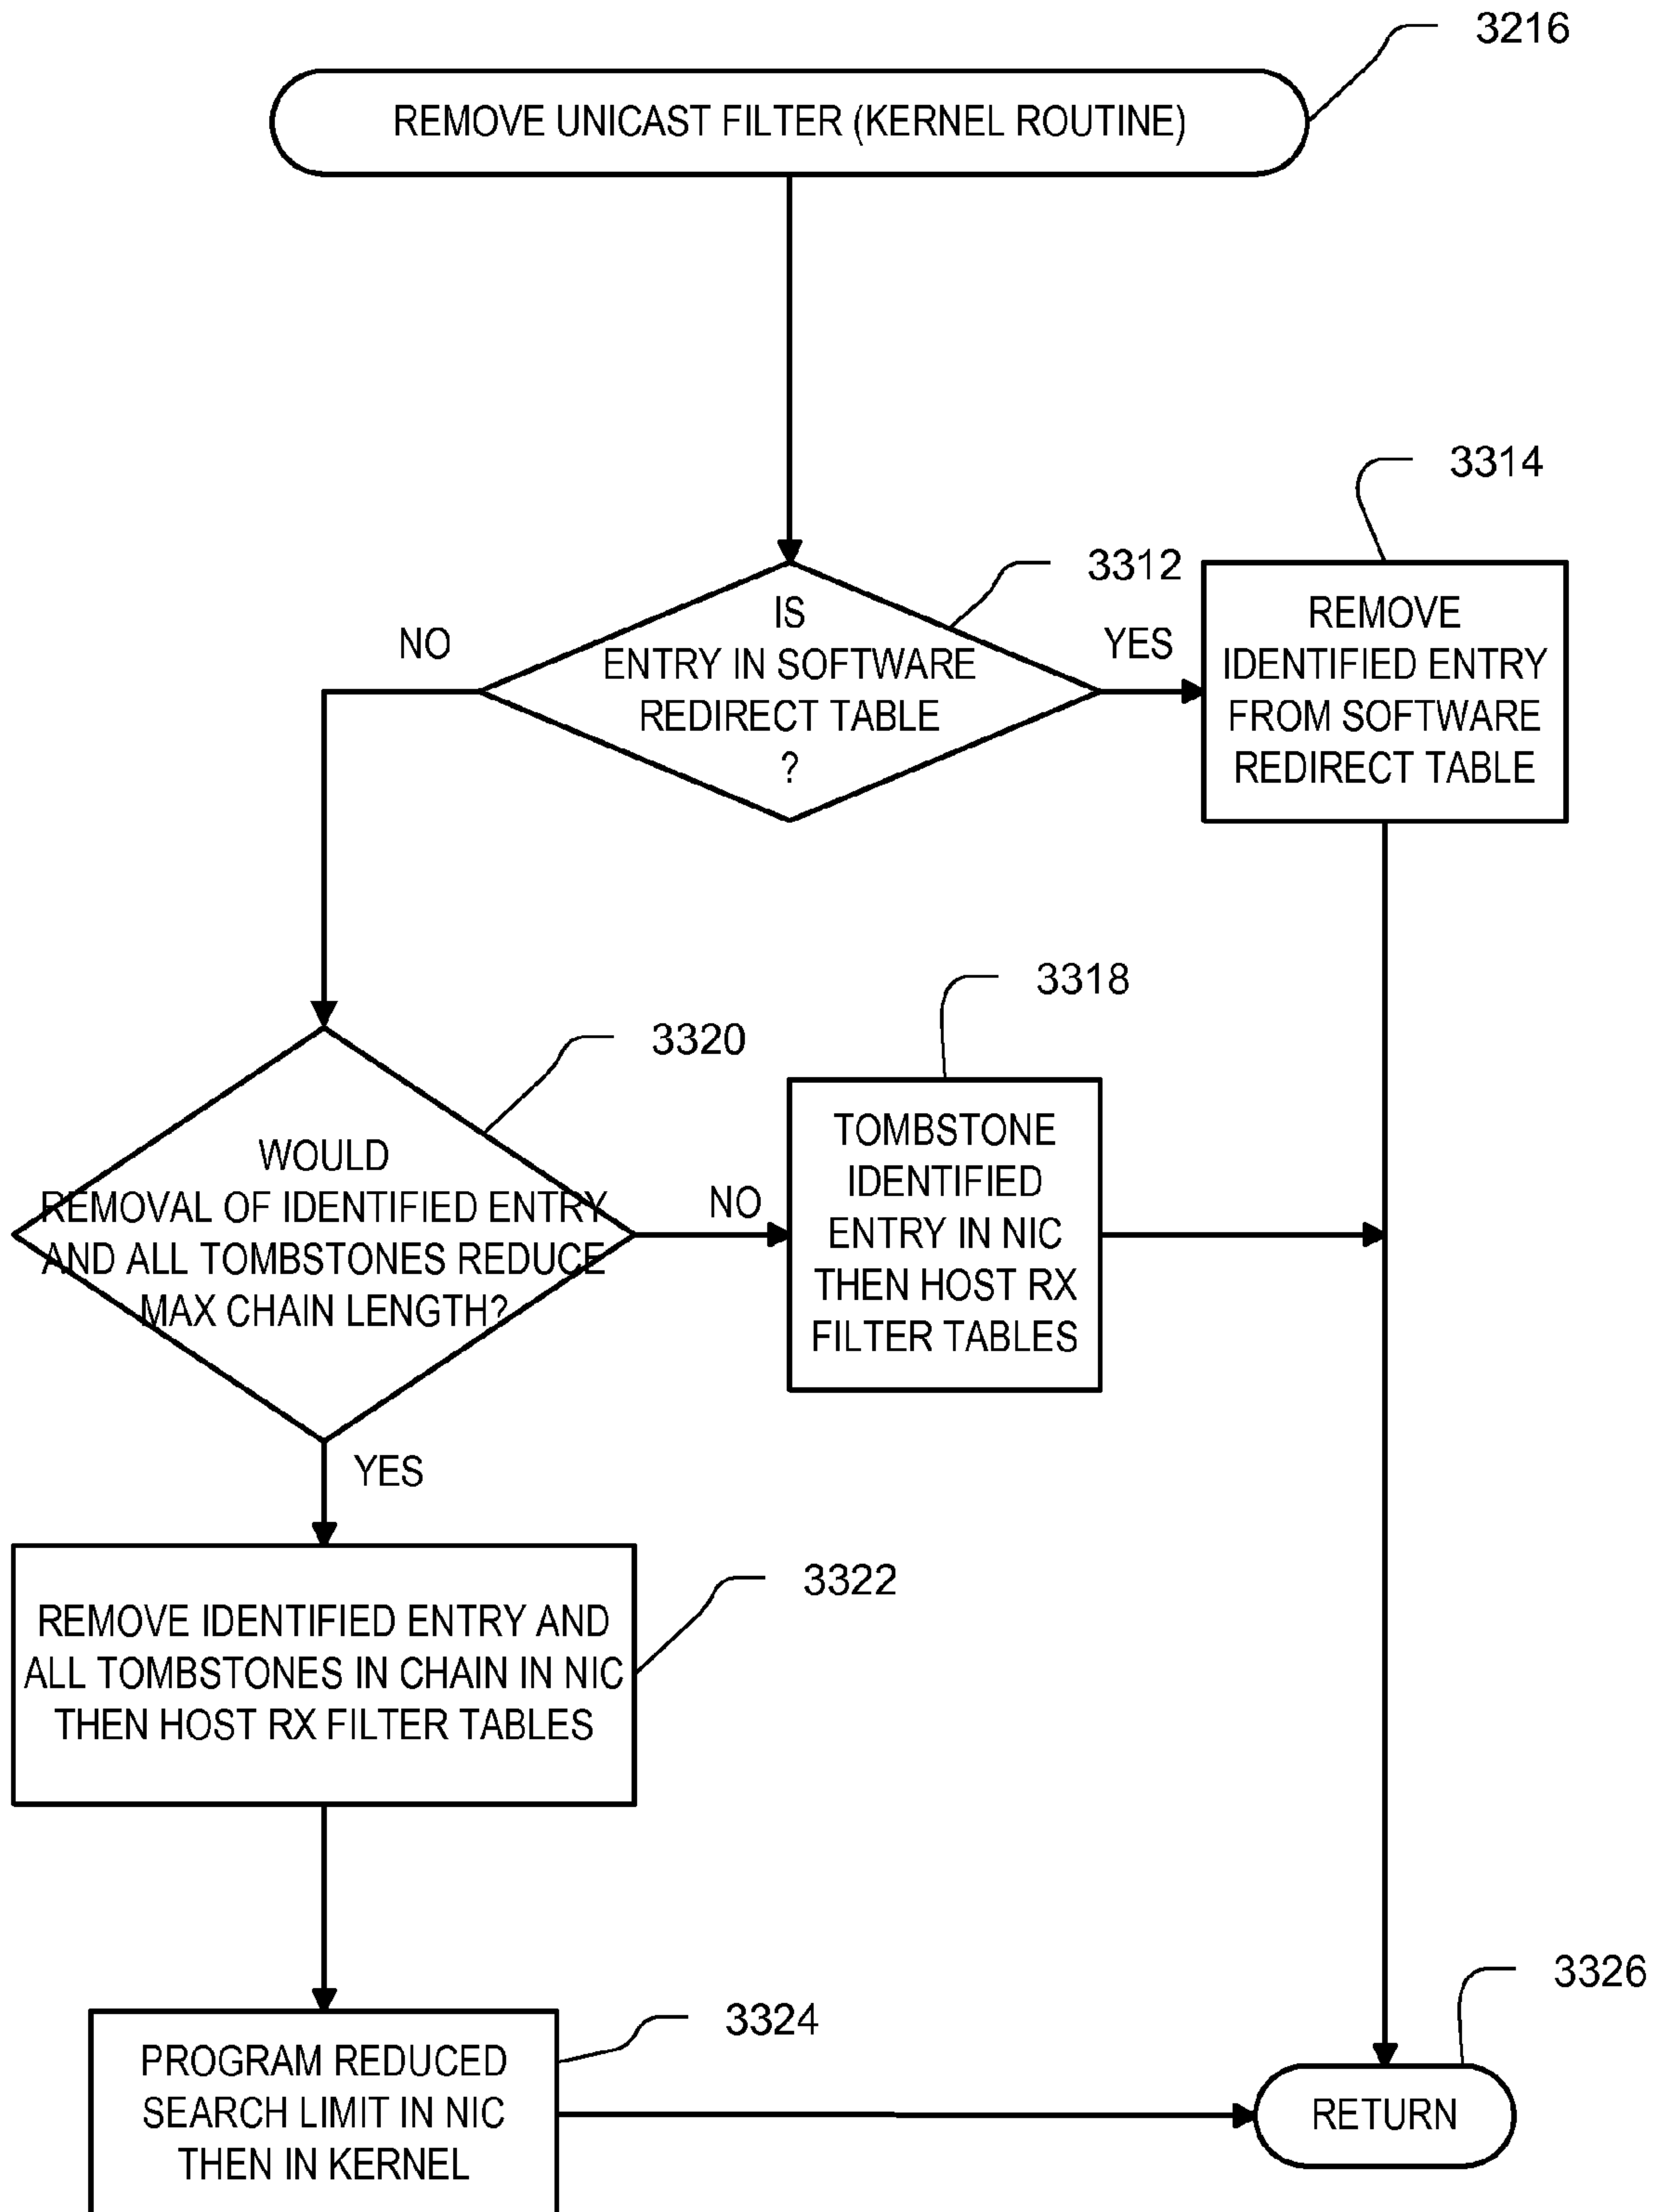 3216
REMOVE UNICAST FILTER (KERNEL ROUTINE)
3314
3312
IS
ENTRY IN SOFTWARE
REDIRECT TABLE
?
NO
YES
REMOVE
IDENTIFIED ENTRY
FROM SOFTWARE
REDIRECT TABLE
3318
3320
WOULD
REMOVAL OF IDENTIFIED ENTRY
AND ALL TOMBSTONES REDUCE
MAX CHAIN LENGTH?
NO
TOMBSTONE
IDENTIFIED
ENTRY IN NIC
THEN HOST RX
FILTER TABLES
YES
3322
REMOVE IDENTIFIED ENTRY AND
ALL TOMBSTONES IN CHAIN IN NIC
THEN HOST RX FILTER TABLES
3324
PROGRAM REDUCED
SEARCH LIMIT IN NIC
THEN IN KERNEL
3326
RETURN